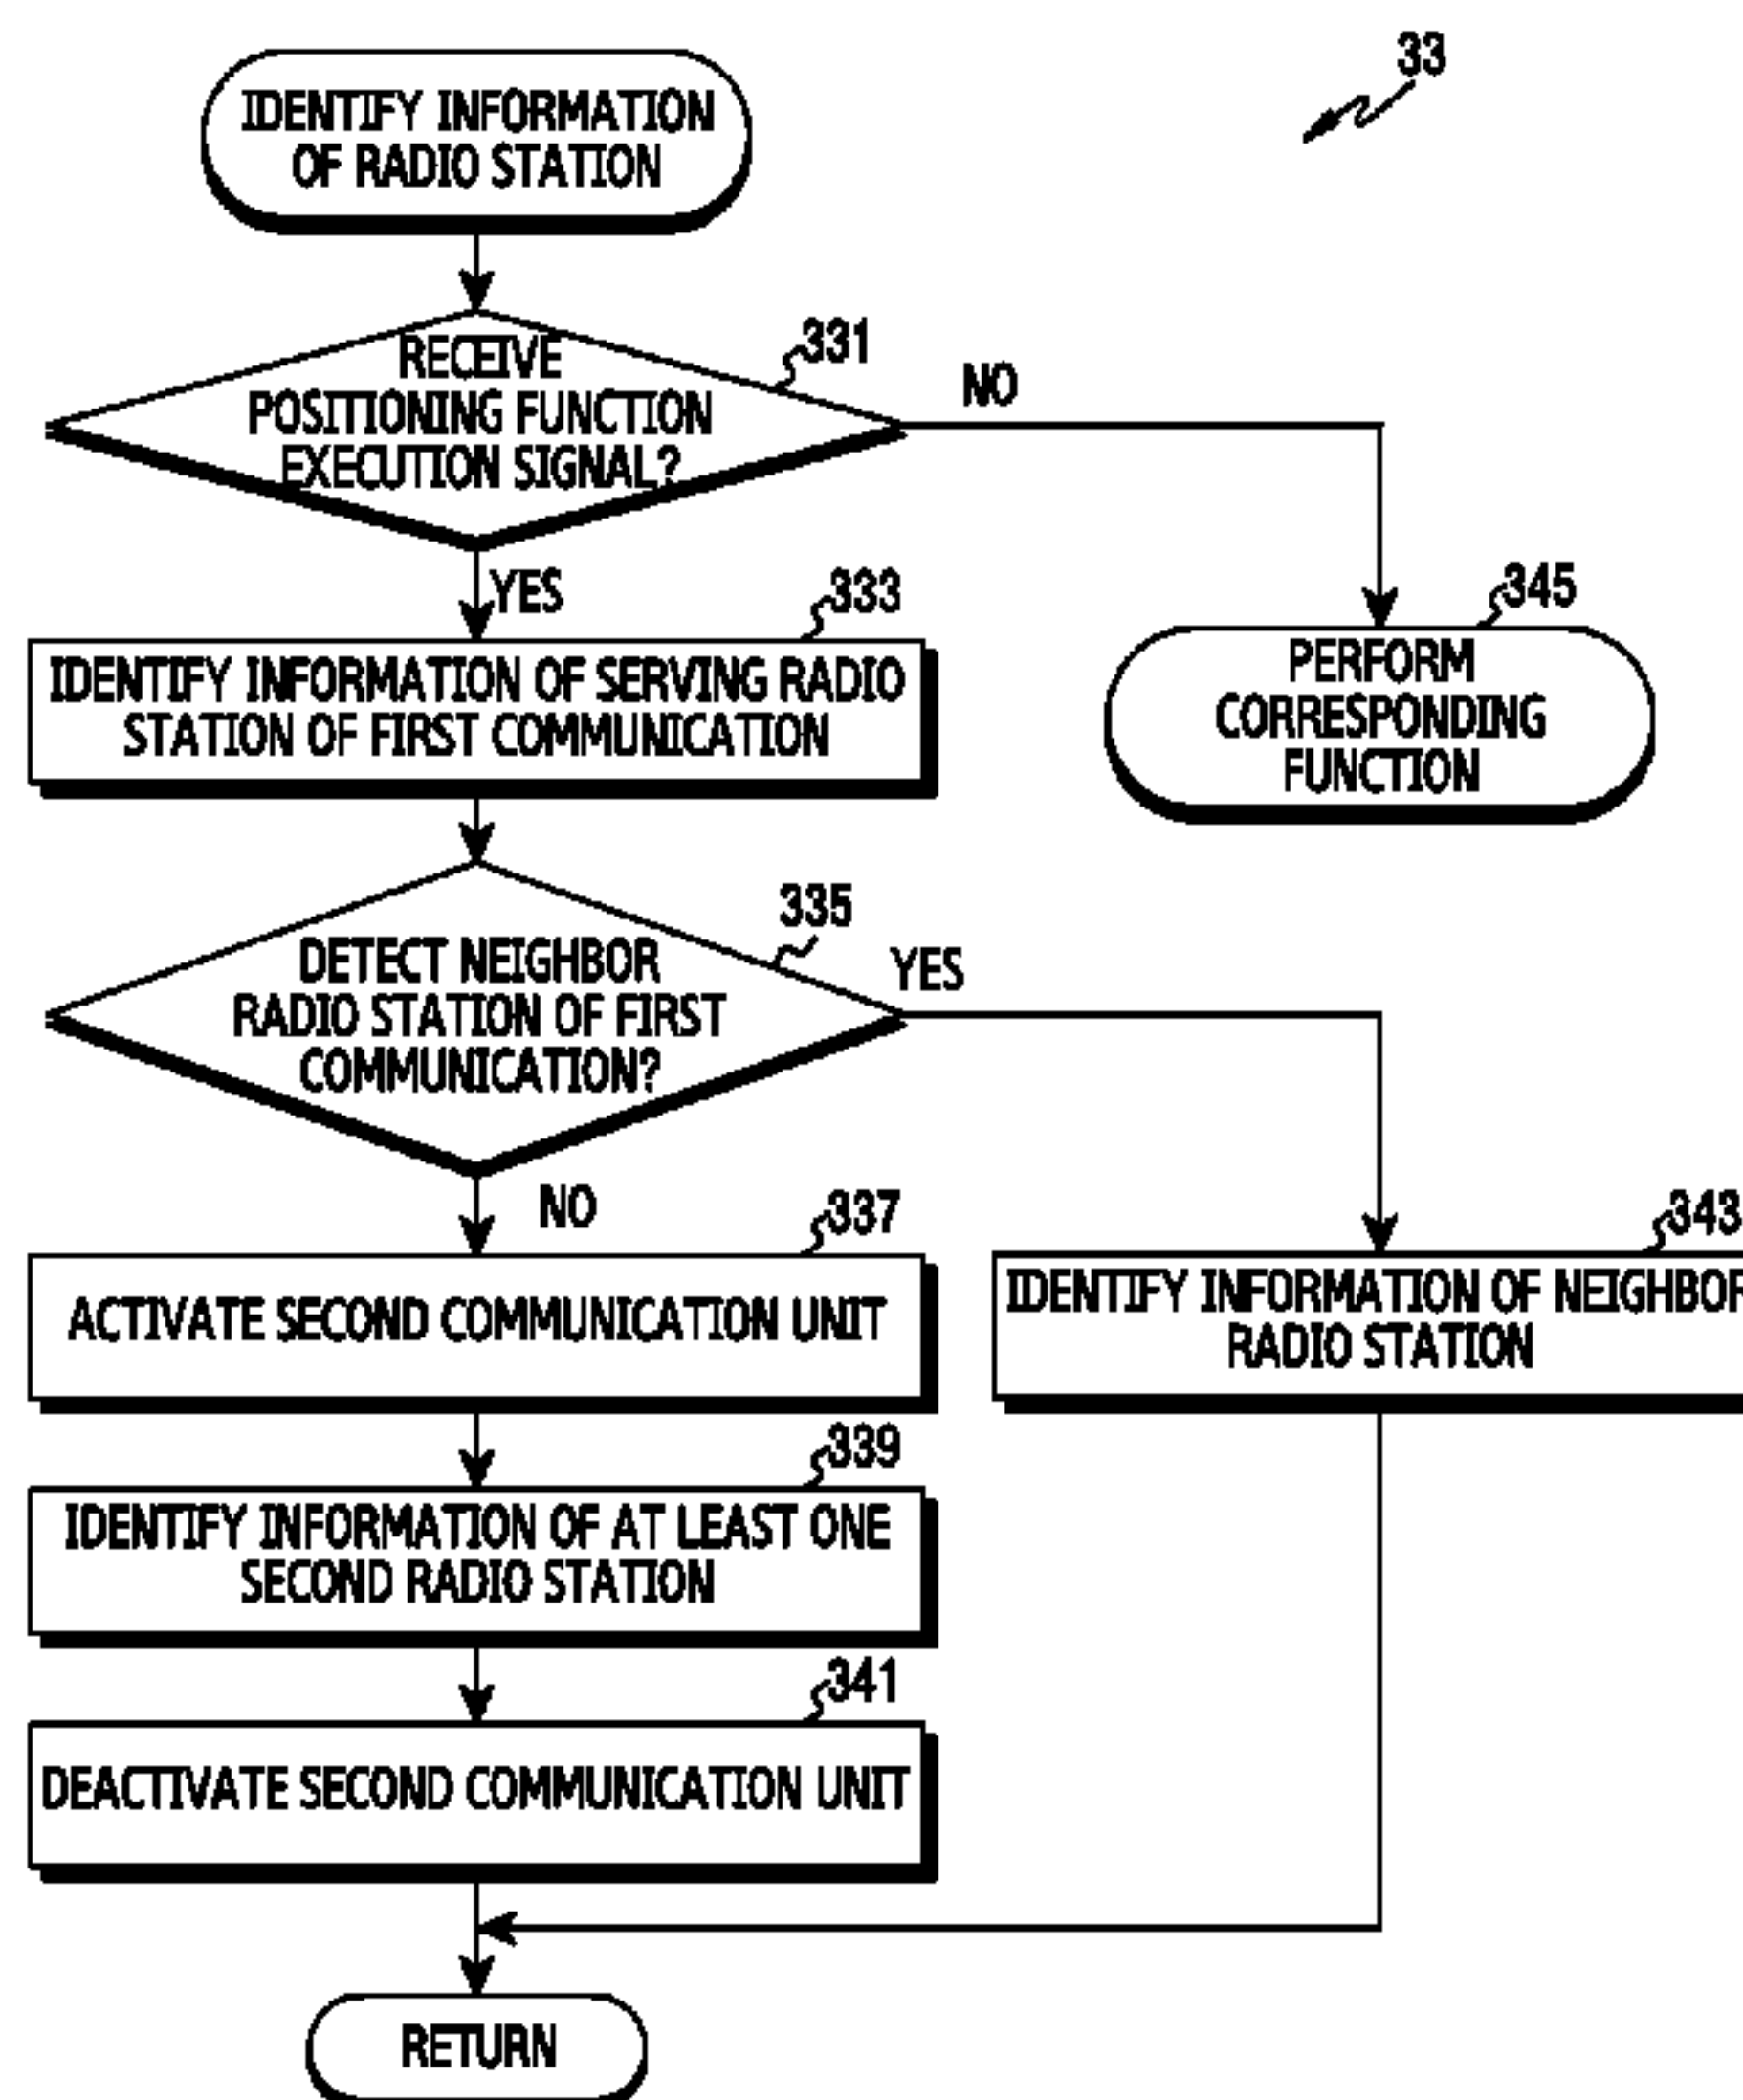 33
IDENTIFY INFORMATION
OF RADIO STATION
331
RECEIVE
POSITIONING FUNCTION
EXECUTION SIGNAL?
NO
YES
333
IDENTIFY INFORMATION OF SERVING RADIO
STATION OF FIRST COMMUNICATION
345
PERFORM
CORRESPONDING
FUNCTION
335
DETECT NEIGHBOR
RADIO STATION OF FIRST
COMMUNICATION?
YES
NO
337
ACTIVATE SECOND COMMUNICATION UNIT
343
IDENTIFY INFORMATION OF NEIGHBOR
RADIO STATION
339
IDENTIFY INFORMATION OF AT LEAST ONE
SECOND RADIO STATION
341
DEACTIVATE SECOND COMMUNICATION UNIT
RETURN